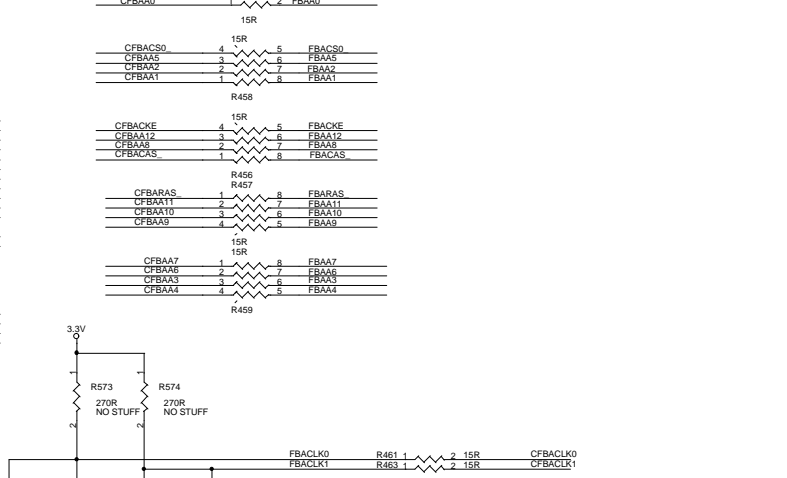 CFBAA0 1 2 FBAA0
15R
15R
CFBACS0_ 4 5 FBACS0_
CFBAA5 3 6 FBAA5
CFBAA2 2 7 FBAA2
CFBAA1 1 8 FBAA1
R458
15R
CFBACKE 4 5 FBACKE
CFBAA12 3 6 FBAA12
CFBAA8 2 7 FBAA8
CFBACAS_ 1 8 FBACAS_
R456
R457
CFBARAS_ 1 8 FBARAS_
CFBAA11 2 7 FBAA11
CFBAA10 3 6 FBAA10
CFBAA9 4 5 FBAA9
15R
15R
CFBAA7 1 8 FBAA7
CFBAA6 2 7 FBAA6
CFBAA3 3 6 FBAA3
CFBAA4 4 5 FBAA4
R459
3.3V
1 1
R573 R574
270R 270R
NO STUFF NO STUFF
2 2
FBACLK0 R461 1 2 15R CFBACLK0
FBACLK1 R463 1 2 15R CFBACLK1